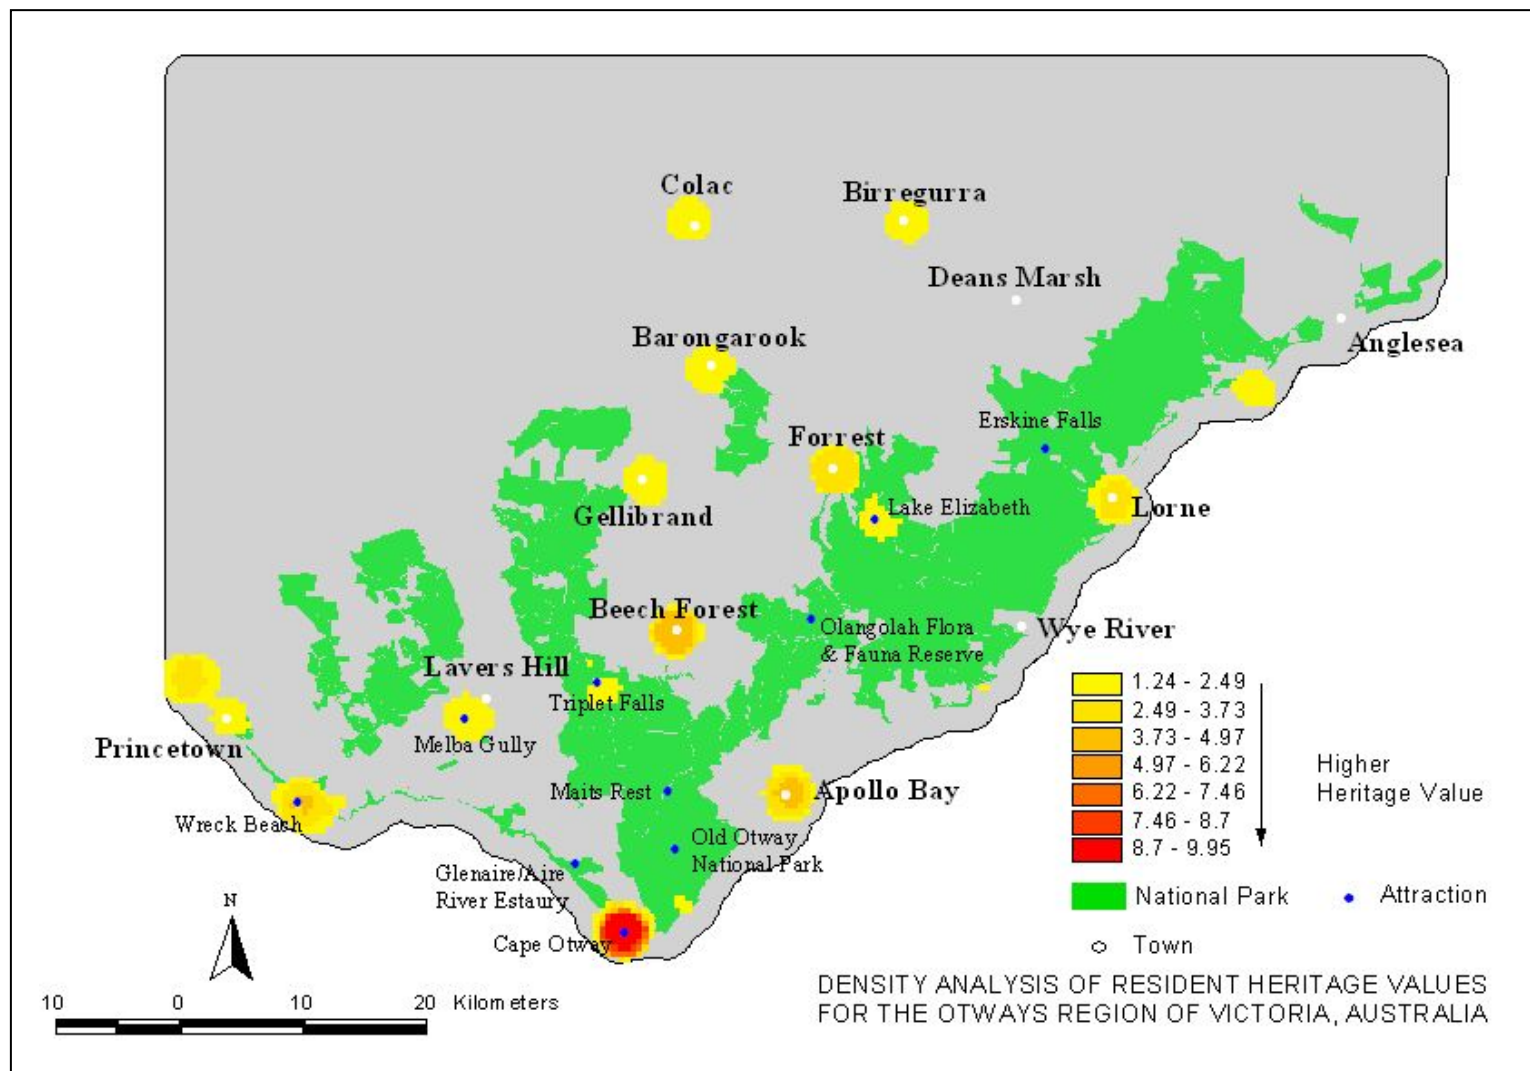 Colac
Birregurra
Deans Marsh
Barongarook
Anglesea
Erskine Falls
Forrest
Lake Elizabeth
Lorne
Gellibrand
Beech Forest
Olangolah Flora
& Fauna Reserve
Wye River
Lavers Hill
Triplet Falls
Princetown
Melba Gully
Maits Rest
Apollo Bay
Wreck Beach
Old Otway
National Park
Glenaire/Aire
River Estaury
Cape Otway
1.24 - 2.49
2.49 - 3.73
3.73 - 4.97
4.97 - 6.22
6.22 - 7.46
7.46 - 8.7
8.7 - 9.95
Higher
Heritage Value
National Park
Attraction
Town
N
10 0 10 20 Kilometers
DENSITY ANALYSIS OF RESIDENT HERITAGE VALUES
FOR THE OTWAYS REGION OF VICTORIA, AUSTRALIA